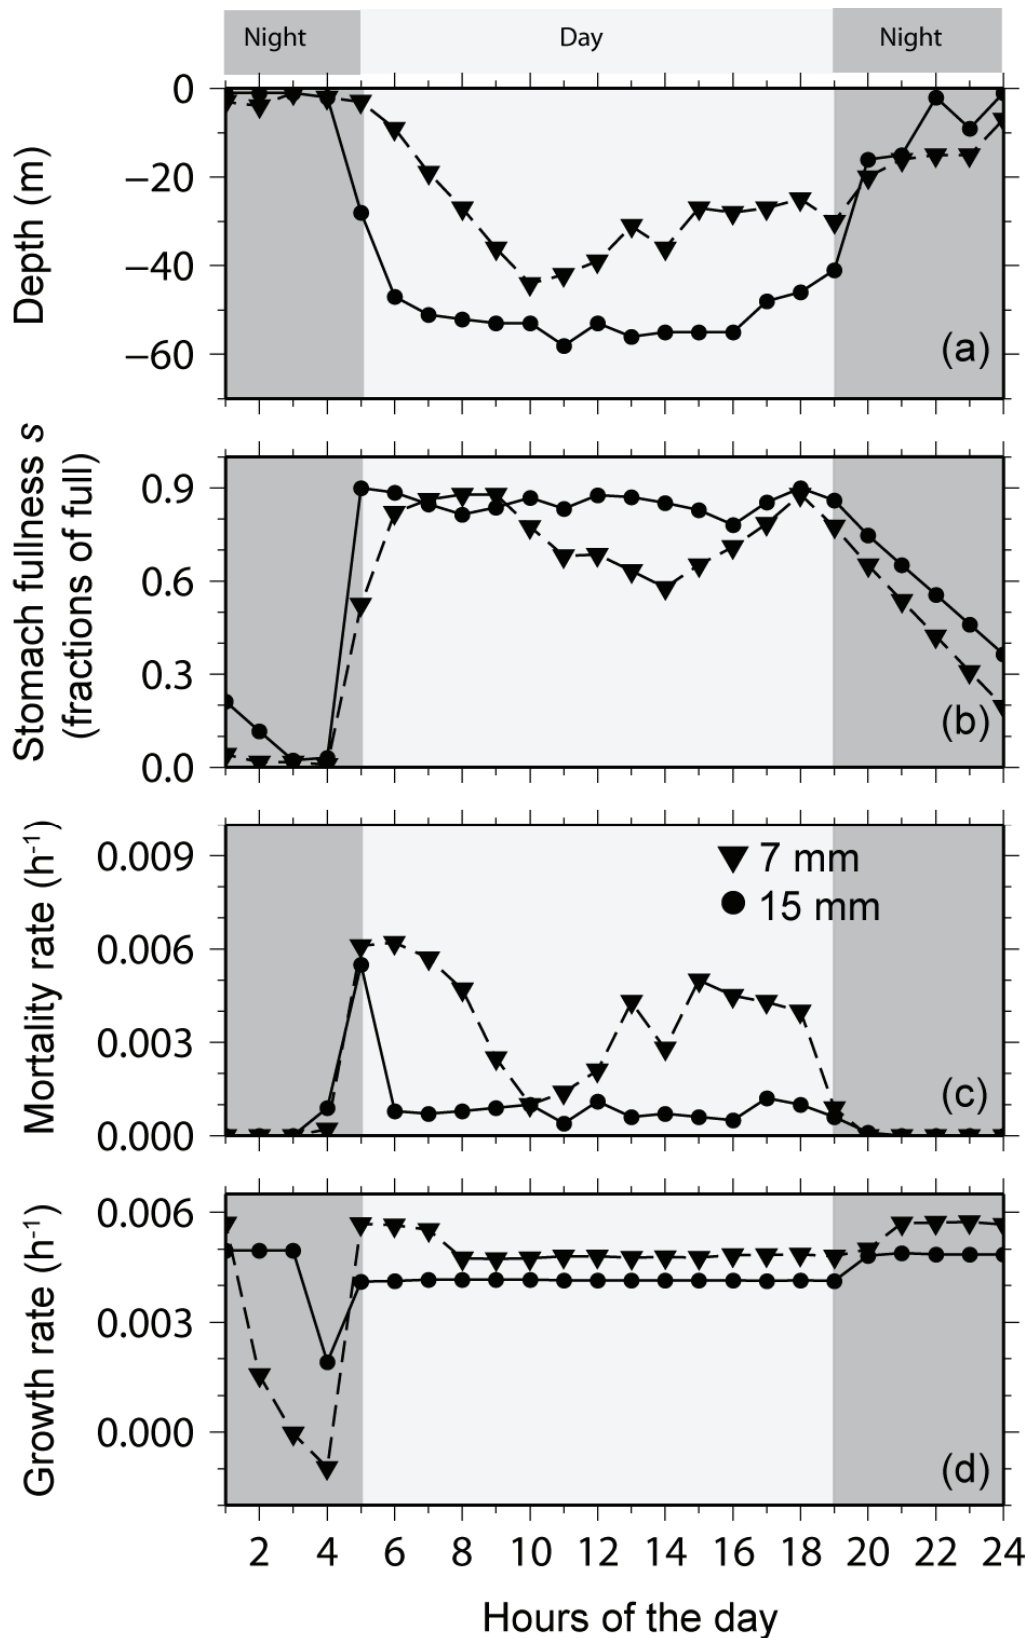 Night Day Night
0
−20
−40
−60
Depth (m)
(a)
0.9
0.6
0.3
0.0
Stomach fullness s
(fractions of full)
(b)
0.009
0.006
0.003
0.000
Mortality rate (h-1)
7 mm
15 mm
(c)
0.006
0.003
0.000
Growth rate (h-1)
(d)
2 4 6 8 10 12 14 16 18 20 22 24
Hours of the day